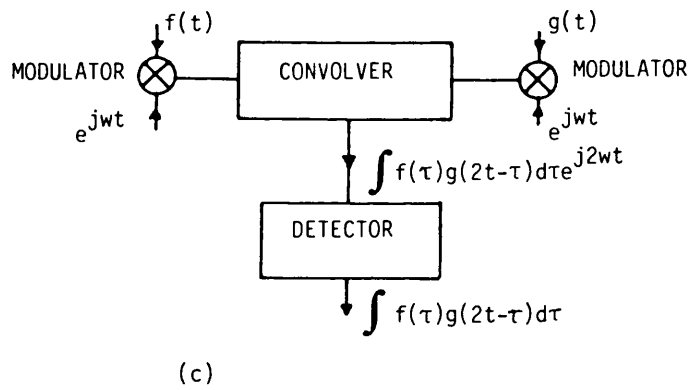 f(t)
g(t)
MODULATOR
CONVOLVER
MODULATOR
e^{jwt}
e^{jwt}
∫ f(τ)g(2t-τ)dτe^{j2wt}
DETECTOR
∫ f(τ)g(2t-τ)dτ
(c)